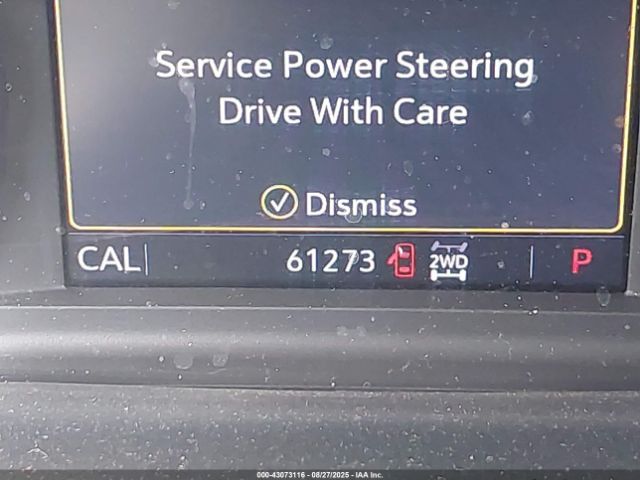 Service Power Steering
Drive With Care
Dismiss
CAL 61273 2WD P
000-43073116 - 08/27/2025 - IAA Inc.